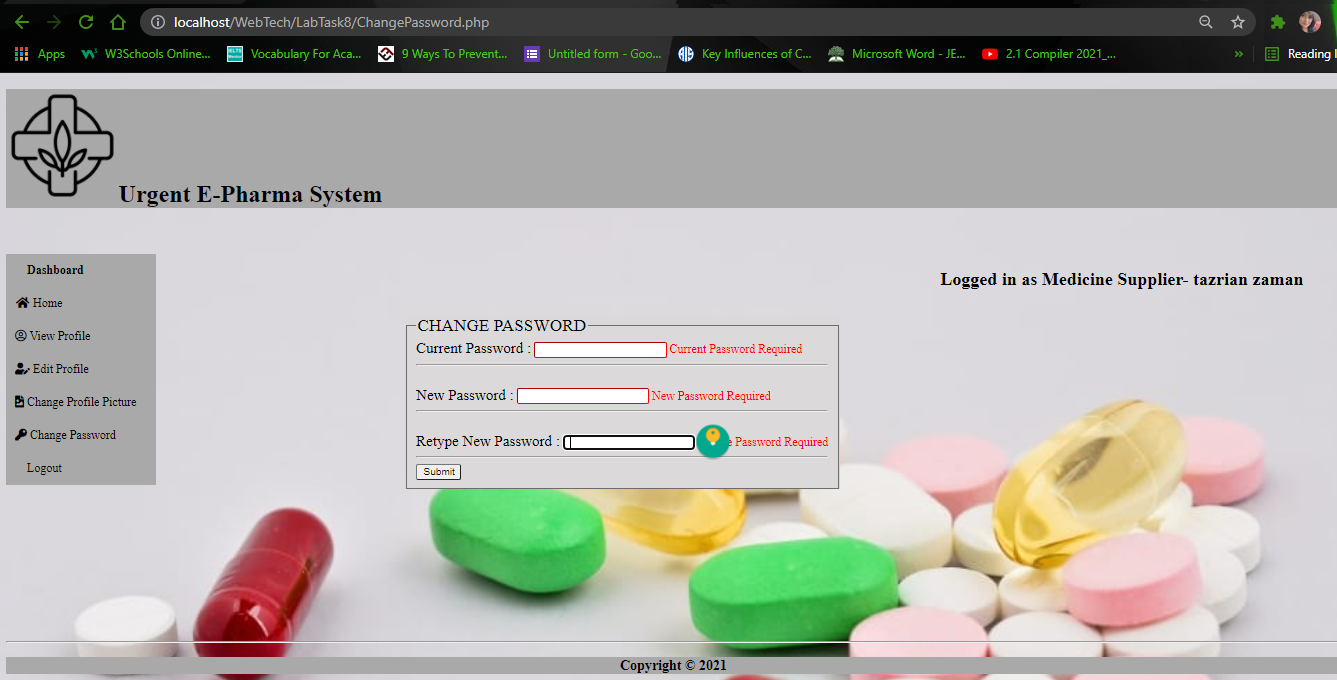 localhost/WebTech/LabTask8/ChangePassword.php
Apps W3Schools Online... Vocabulary For Aca... 9 Ways To Prevent... Untitled form - Goo... Key Influences of C... Microsoft Word - JE... 2.1 Compiler 2021_... » Reading
Urgent E-Pharma System
Logged in as Medicine Supplier- tazrian zaman
Dashboard
Home
View Profile
Edit Profile
Change Profile Picture
Change Password
Logout
CHANGE PASSWORD
Current Password : Current Password Required
New Password : New Password Required
Retype New Password : Password Required
Submit
Copyright © 2021